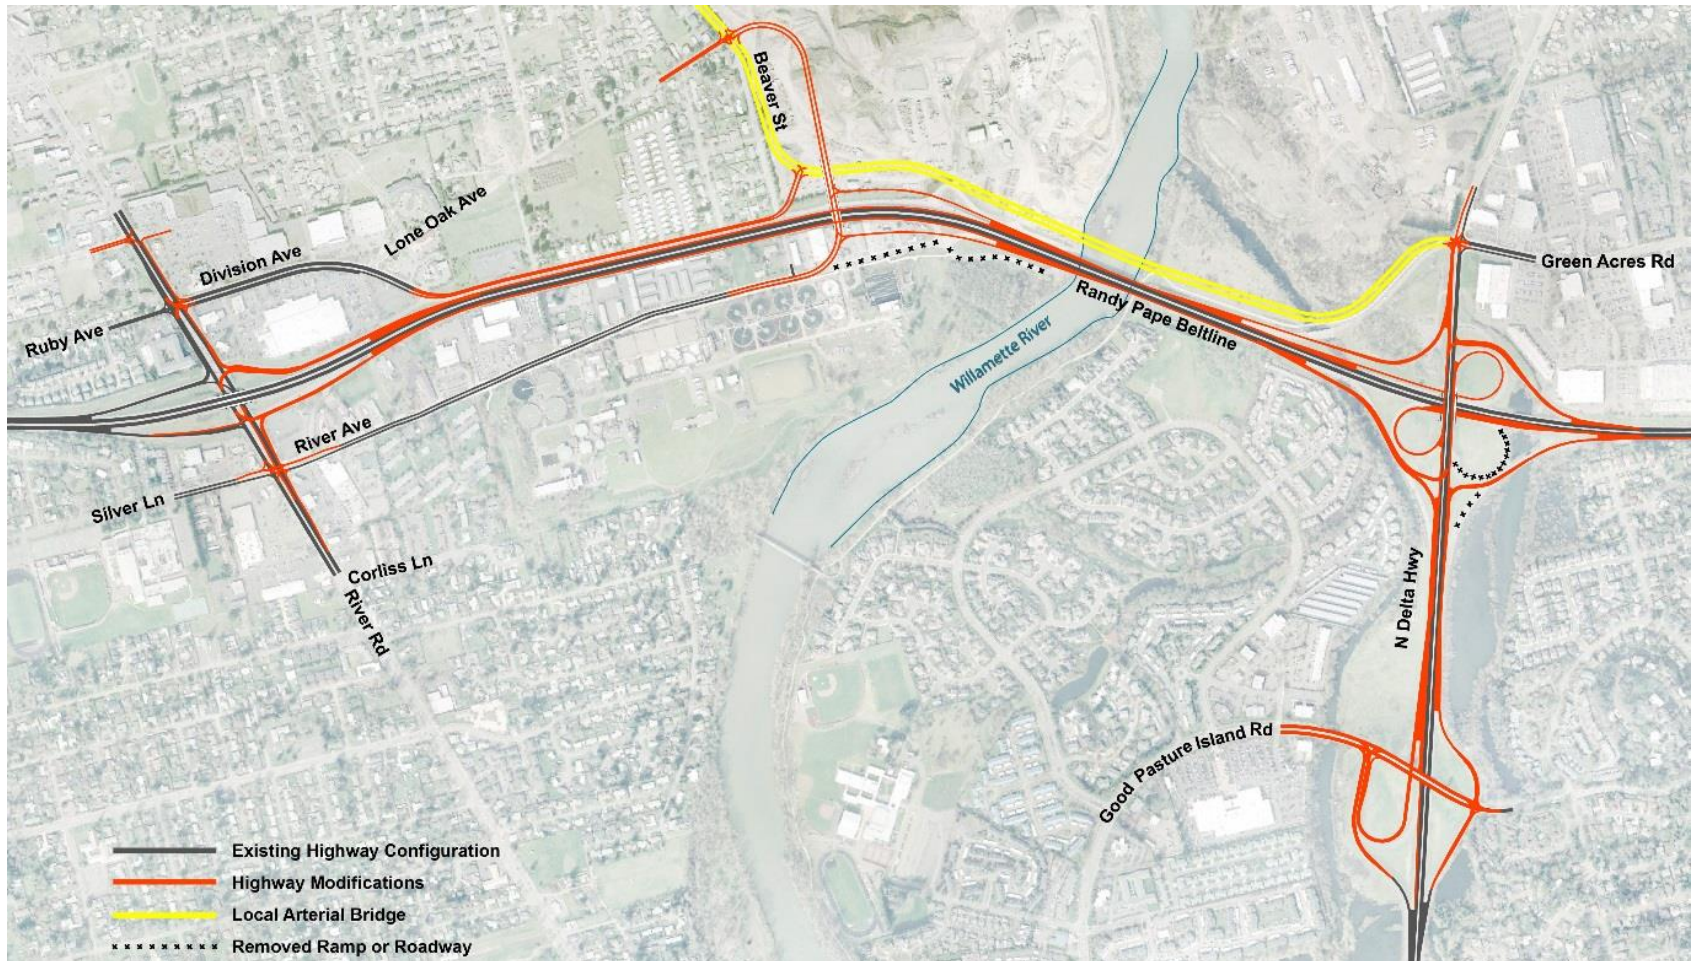 Beaver St
Lone Oak Ave
Division Ave
Green Acres Rd
Ruby Ave
Randy Pape Beltline
Willamette River
River Ave
Silver Ln
Corliss Ln
River Rd
N Delta Hwy
Good Pasture Island Rd
Existing Highway Configuration
Highway Modifications
Local Arterial Bridge
Removed Ramp or Roadway